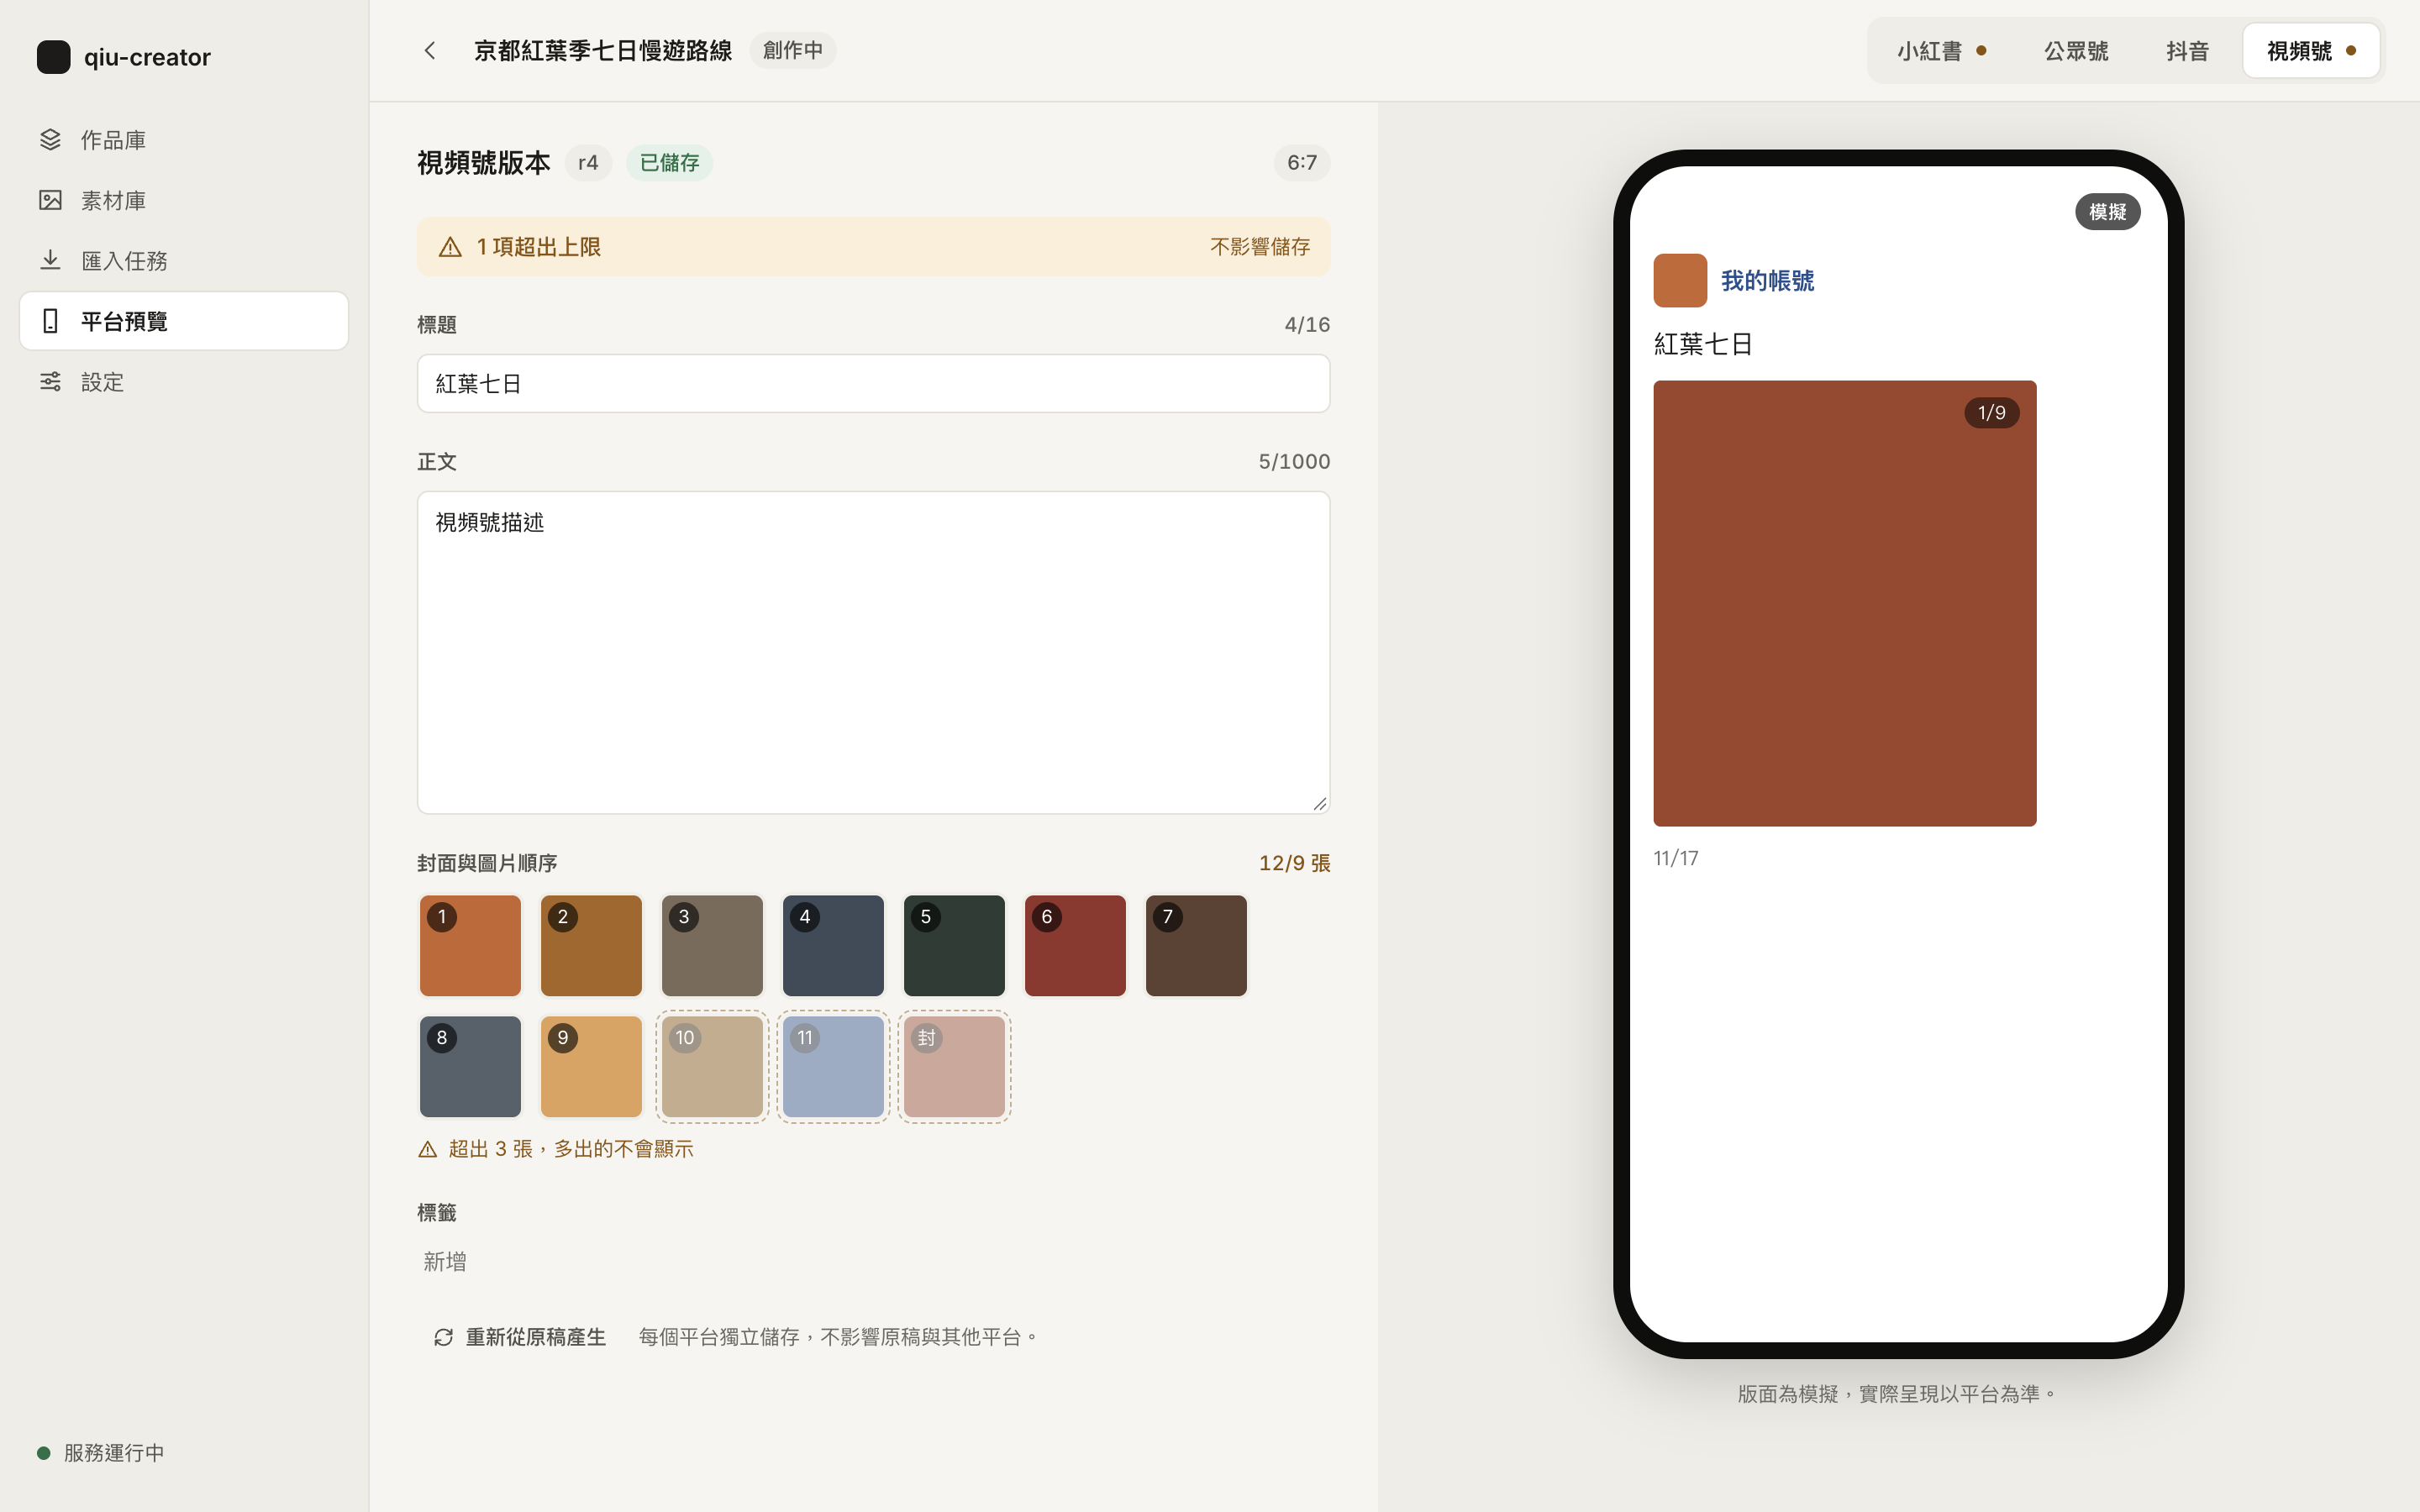 qiu-creator
作品庫
素材庫
匯入任務
平台預覽
設定
服務運行中
京都紅葉季七日慢遊路線
創作中
小紅書
公眾號
抖音
視頻號
視頻號版本
r4
已儲存
6:7
1 項超出上限
不影響儲存
標題
4/16
紅葉七日
正文
5/1000
視頻號描述
封面與圖片順序
12/9 張
1
2
3
4
5
6
7
8
9
10
11
封
超出 3 張，多出的不會顯示
標籤
新增
重新從原稿產生
每個平台獨立儲存，不影響原稿與其他平台。
模擬
我的帳號
紅葉七日
1/9
11/17
版面為模擬，實際呈現以平台為準。